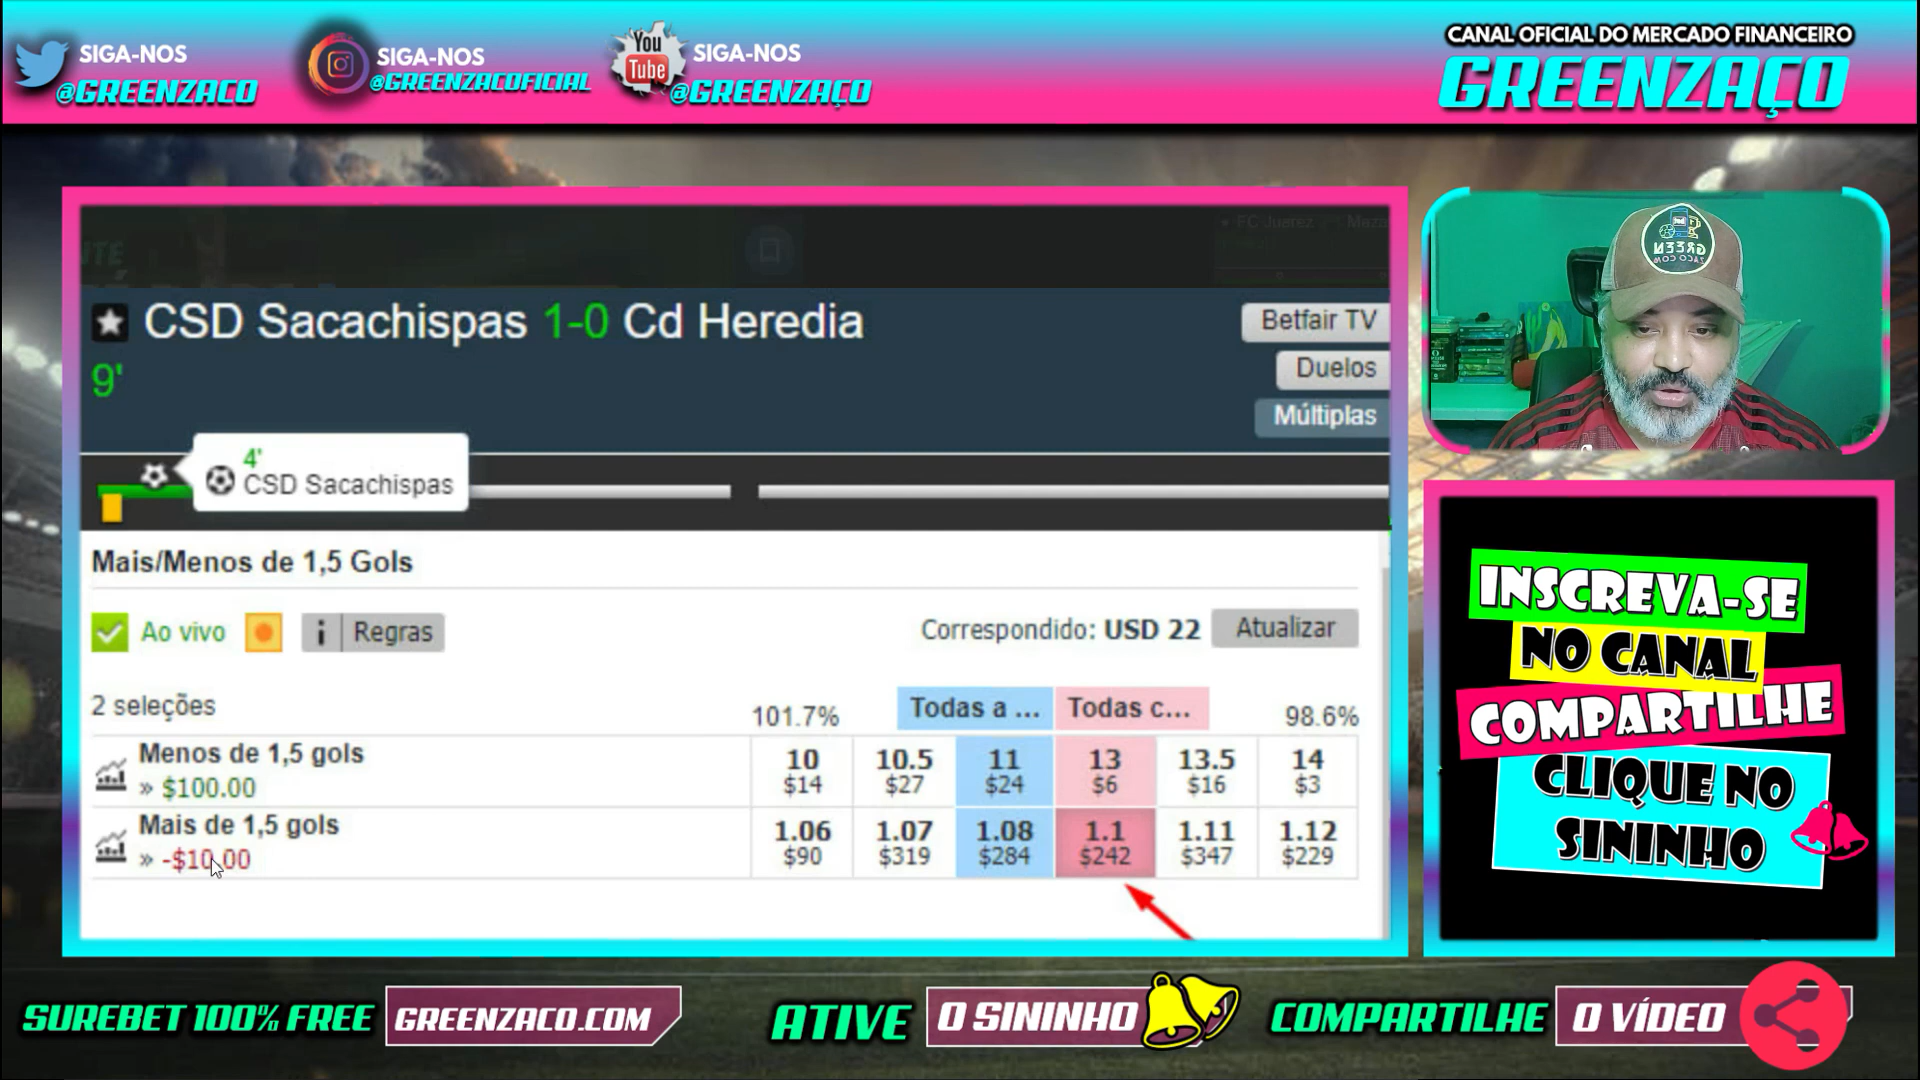 SIGA-NOS
@GREENZACO
SIGA-NOS
@GREENZACOFICIAL
You
Tube
SIGA-NOS
@GREENZAÇO
CANAL OFICIAL DO MERCADO FINANCEIRO
GREENZAÇO
FC Juarez
CSD Sacachispas 1-0 Cd Heredia
9'
Betfair TV
Duelos
Múltiplas
4'
CSD Sacachispas
Mais/Menos de 1,5 Gols
Ao vivo
i Regras
Correspondido: USD 22
Atualizar
2 seleções
101.7%
Todas a ...
Todas c...
98.6%
Menos de 1,5 gols
» $100.00
10 10.5 11 13 13.5 14
$14 $27 $24 $6 $16 $3
Mais de 1,5 gols
» -$10.00
1.06 1.07 1.08 1.1 1.11 1.12
$90 $319 $284 $242 $347 $229
INSCREVA-SE
NO CANAL
COMPARTILHE
CLIQUE NO
SININHO
SUREBET 100% FREE
GREENZACO.COM
ATIVE
O SININHO
COMPARTILHE
O VÍDEO